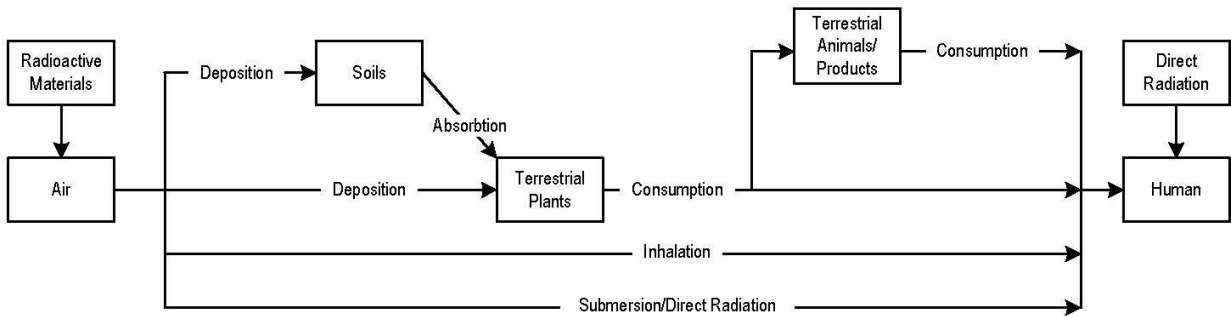 Radioactive
Materials
Deposition
Soils
Terrestrial
Animals/
Products
Consumption
Direct
Radiation
Absorbtion
Air
Deposition
Terrestrial
Plants
Consumption
Human
Inhalation
Submersion/Direct Radiation